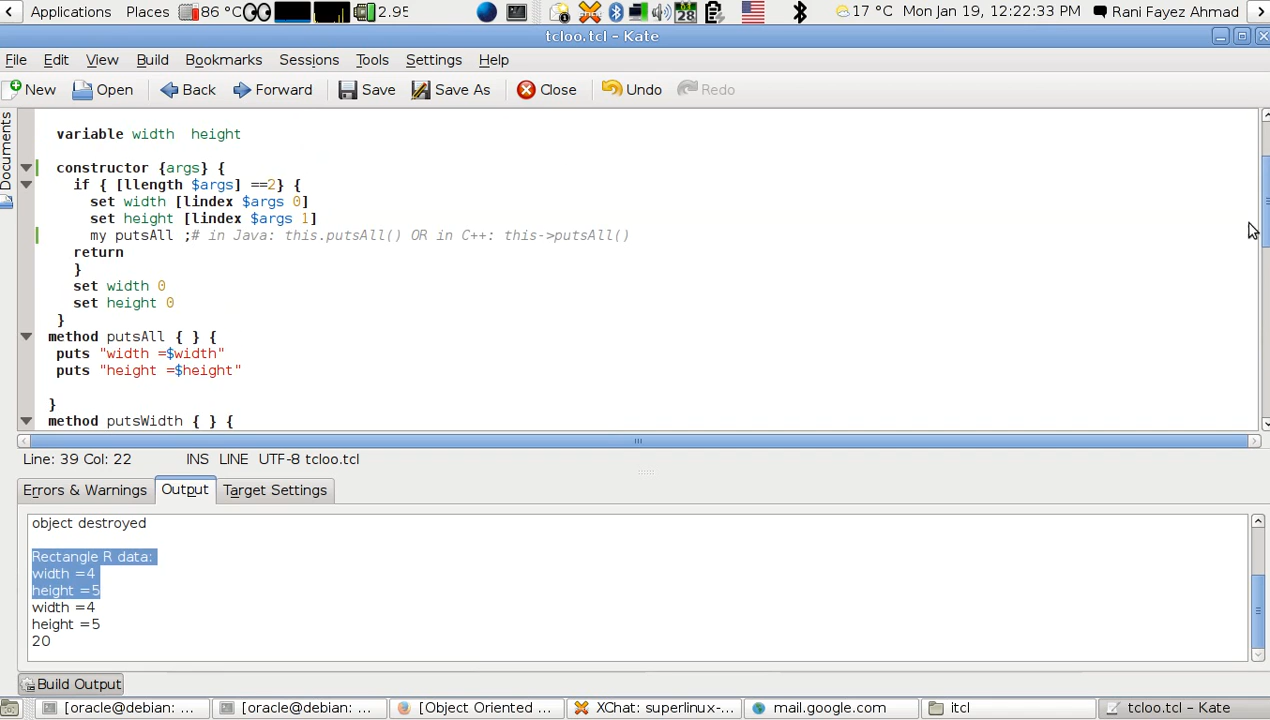 Applications Places 86 °C 2.95 28 17 °C Mon Jan 19, 12:22:33 PM Rani Fayez Ahmad
tcloo.tcl – Kate
File Edit View Build Bookmarks Sessions Tools Settings Help
New Open Back Forward Save Save As Close Undo Redo
Documents
variable width  height
constructor {args} {
if { [llength $args] ==2} {
set width [lindex $args 0]
set height [lindex $args 1]
my putsAll ;# in Java: this.putsAll() OR in C++: this->putsAll()
return
}
set width 0
set height 0
}
method putsAll { } {
puts "width =$width"
puts "height =$height"
}
method putsWidth { } {
Line: 39 Col: 22 INS LINE UTF-8 tcloo.tcl
Errors & Warnings Output Target Settings
object destroyed
Rectangle R data:
width =4
height =5
width =4
height =5
20
Build Output
[oracle@debian: ... [oracle@debian: ... [Object Oriented ... XChat: superlinux-... mail.google.com itcl tcloo.tcl – Kate